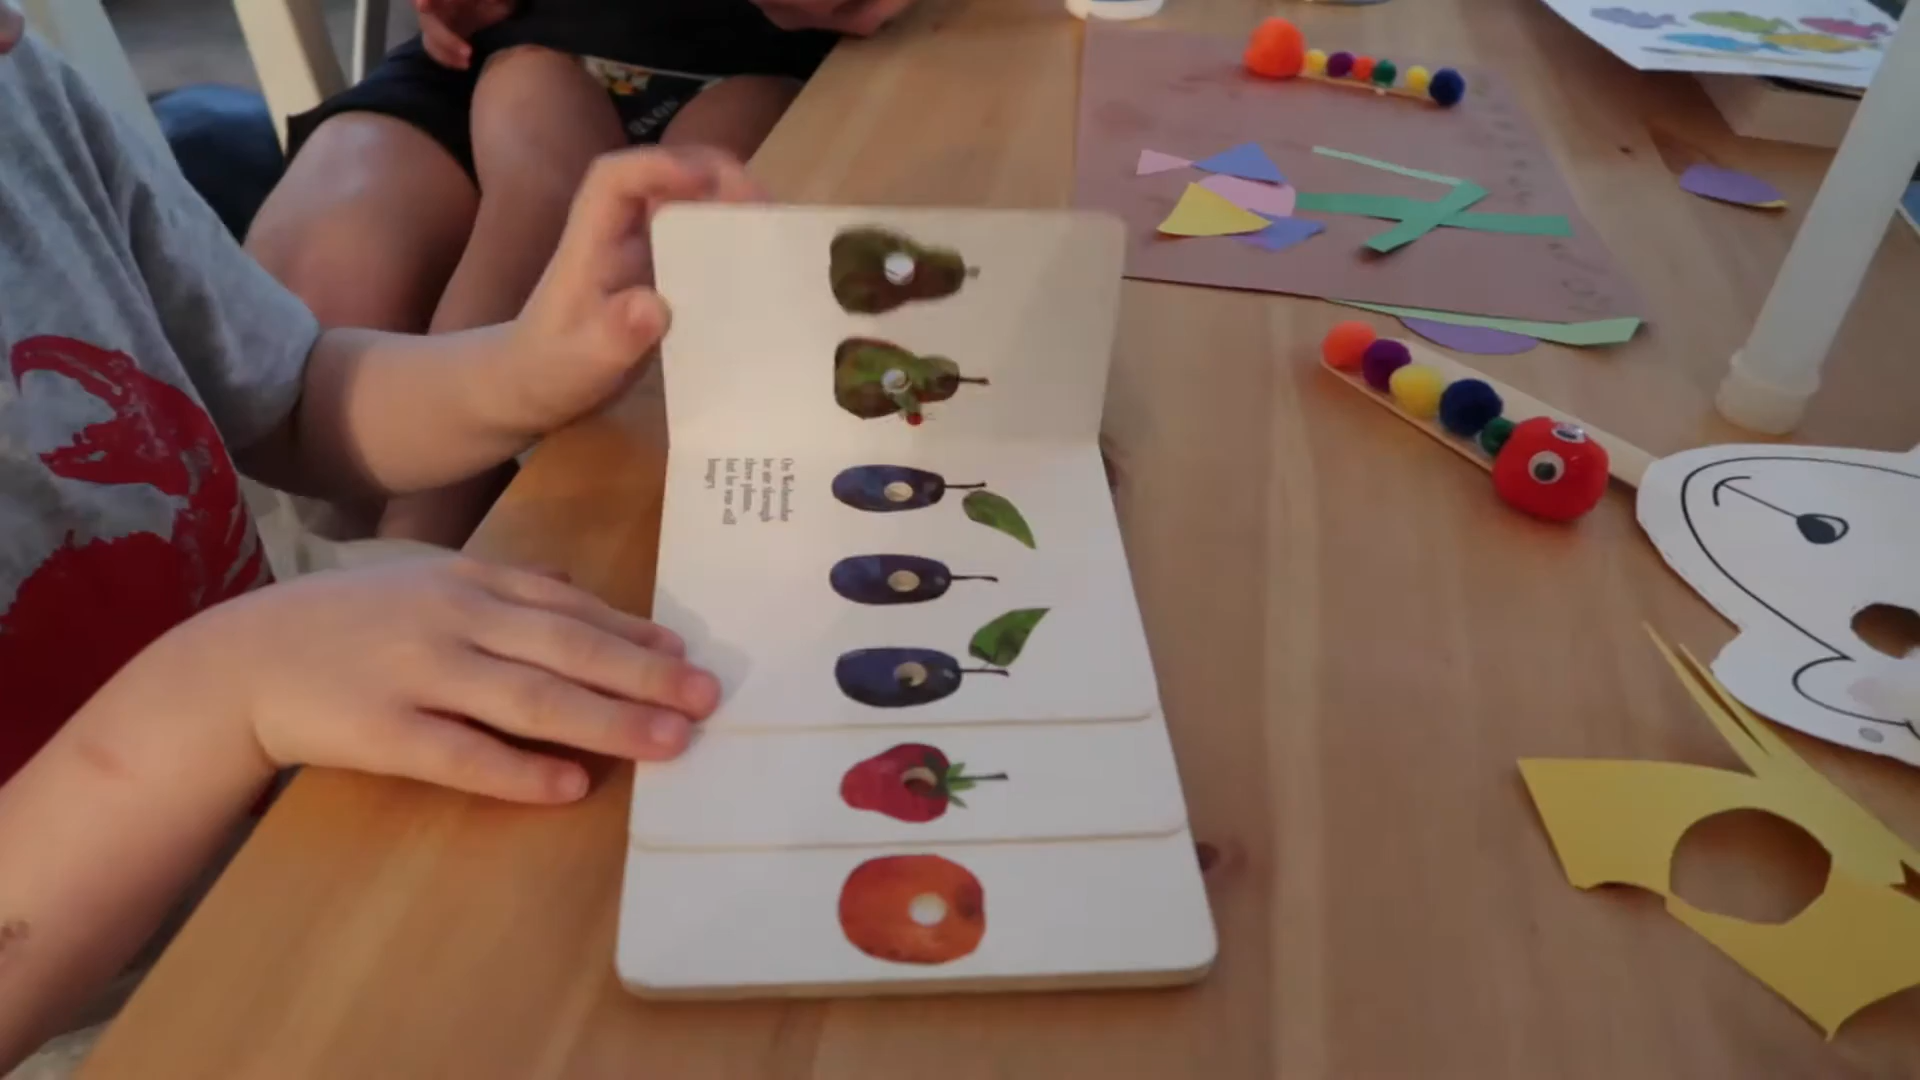 On Wednesday
he ate through
three plums,
but he was still
hungry.